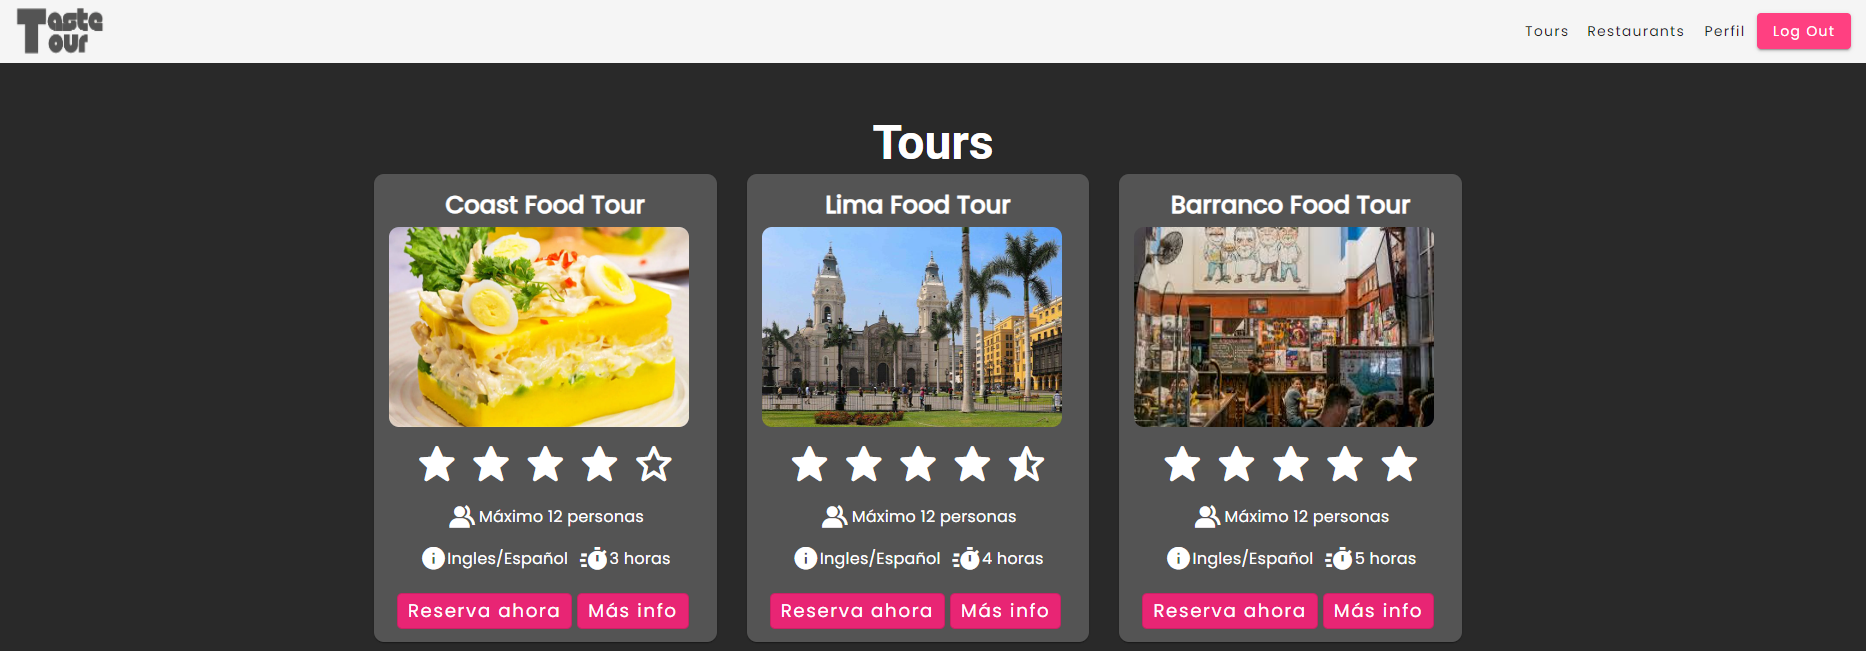 Taste
Tour
Tours Restaurants Perfil Log Out
Tours
Coast Food Tour
Máximo 12 personas
Ingles/Español 3 horas
Reserva ahora Más info
Lima Food Tour
Máximo 12 personas
Ingles/Español 4 horas
Reserva ahora Más info
Barranco Food Tour
Máximo 12 personas
Ingles/Español 5 horas
Reserva ahora Más info